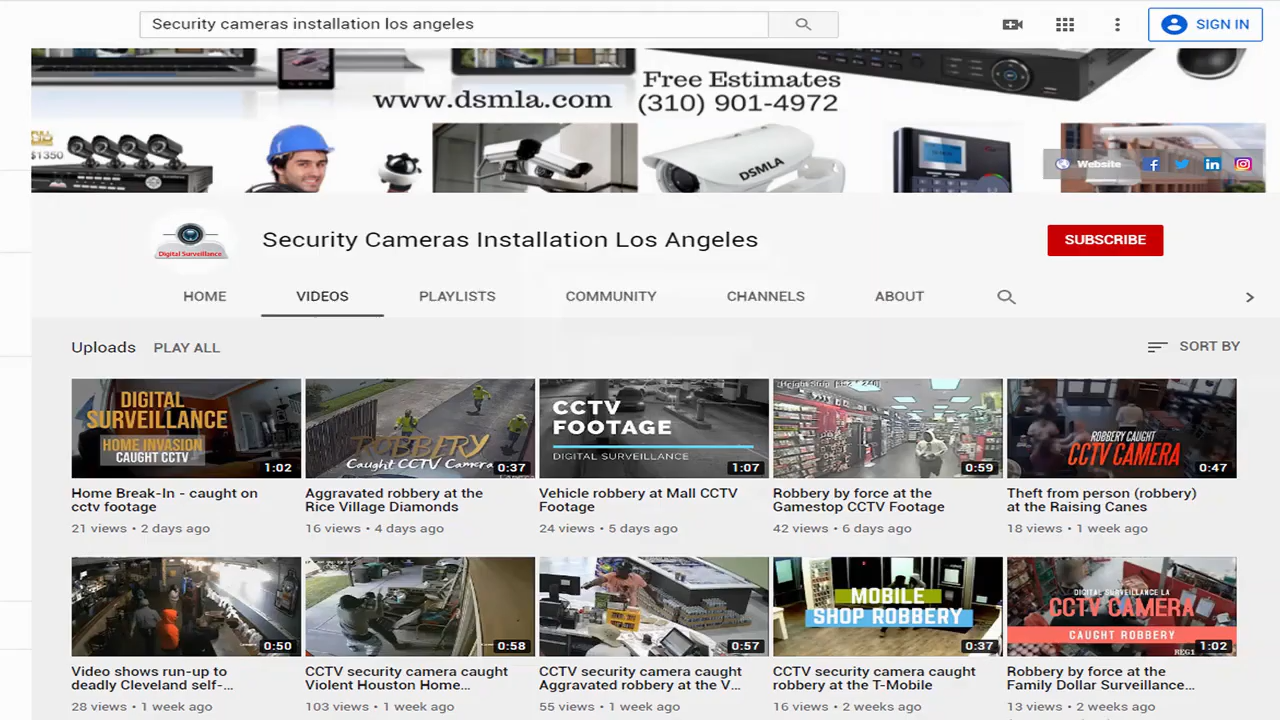 Security cameras installation los angeles
SIGN IN
Free Estimates
www.dsmla.com (310) 901-4972
$1350
DSMLA
Website
Digital Surveillance
Security Cameras Installation Los Angeles
SUBSCRIBE
HOME VIDEOS PLAYLISTS COMMUNITY CHANNELS ABOUT
Uploads PLAY ALL
SORT BY
DIGITAL
SURVEILLANCE
HOME INVASION
CAUGHT CCTV
1:02
ROBBERY
Caught CCTV Camera
0:37
CCTV
FOOTAGE
DIGITAL SURVEILLANCE
1:07
0:59
ROBBERY CAUGHT
CCTV CAMERA
0:47
Home Break-In - caught on
cctv footage
21 views • 2 days ago
Aggravated robbery at the
Rice Village Diamonds
16 views • 4 days ago
Vehicle robbery at Mall CCTV
Footage
24 views • 5 days ago
Robbery by force at the
Gamestop CCTV Footage
42 views • 6 days ago
Theft from person (robbery)
at the Raising Canes
18 views • 1 week ago
0:50
0:58
0:57
MOBILE
SHOP ROBBERY
0:37
DIGITAL SURVEILLANCE LA
CCTV CAMERA
CAUGHT ROBBERY
REG1
1:02
Video shows run-up to
deadly Cleveland self-...
28 views • 1 week ago
CCTV security camera caught
Violent Houston Home...
103 views • 1 week ago
CCTV security camera caught
Aggravated robbery at the V...
55 views • 1 week ago
CCTV security camera caught
robbery at the T-Mobile
16 views • 2 weeks ago
Robbery by force at the
Family Dollar Surveillance...
13 views • 2 weeks ago